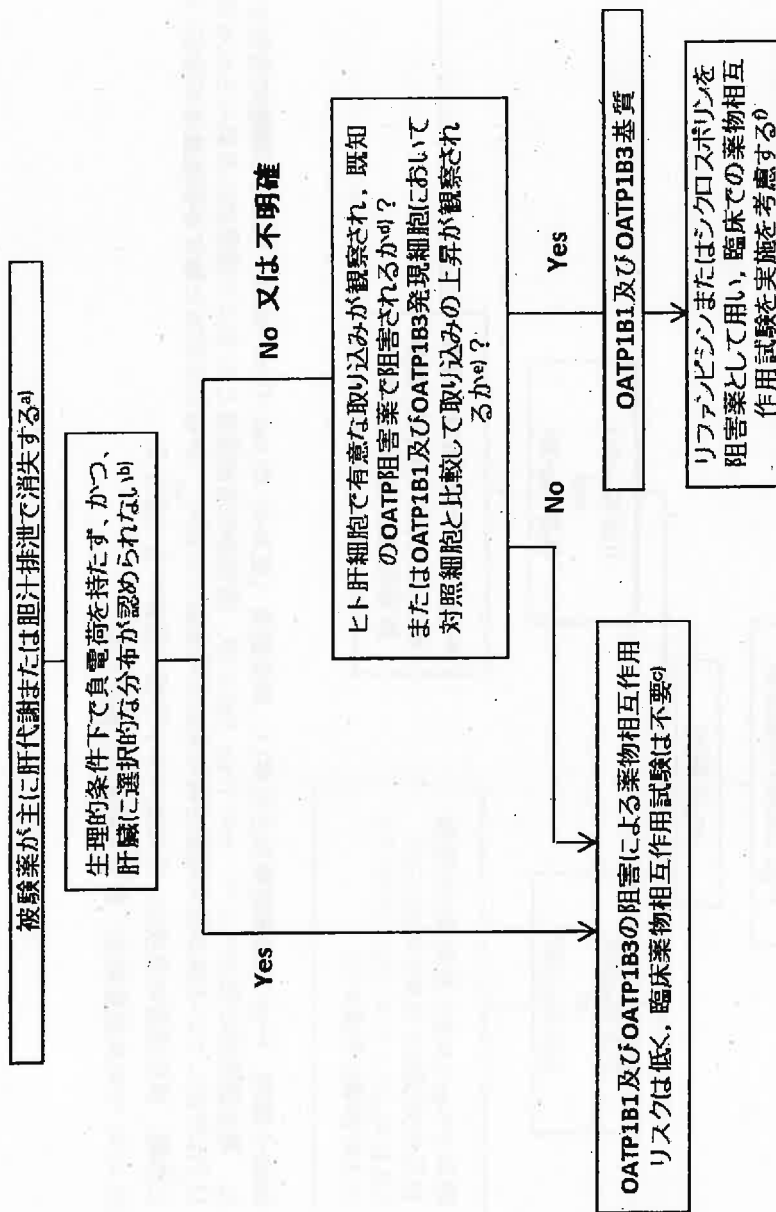 被験薬が主に肝代謝または胆汁排泄で消失するa)
生理的条件下で負電荷を持たず、かつ、
肝臓に選択的な分布が認められないb)
Yes
No 又は不明確
ヒト肝細胞で有意な取り込みが観察され，既知
のOATP阻害薬で阻害されるかd)？
またはOATP1B1及びOATP1B3発現細胞において
対照細胞と比較して取り込みの上昇が観察され
るかe)？
No
Yes
OATP1B1及びOATP1B3の阻害による薬物相互作用
リスクは低く，臨床薬物相互作用試験は不要c)
OATP1B1及びOATP1B3基質
リファンピシンまたはシクロスポリンを
阻害薬として用い，臨床での薬物相互
作用試験を実施を考慮するf)